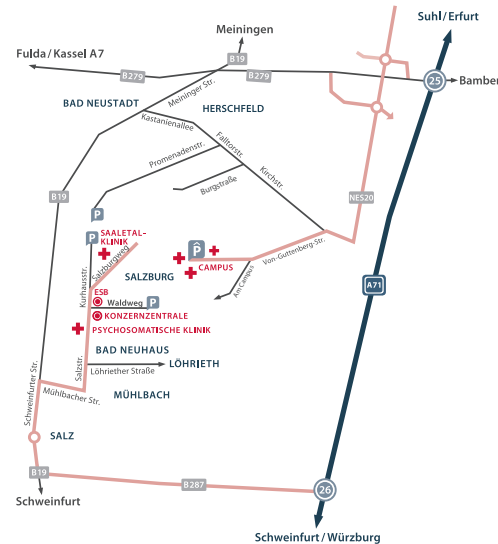 Suhl/Erfurt
Meiningen
Fulda/Kassel A7
B19
B279
B279
25
Bamber
Meininger Str.
BAD NEUSTADT
HERSCHFELD
Kastanienallee
Falltorstr.
Promenadenstr.
Kirchstr.
Burgstraße
B19
NES20
P
P
SAALETAL-
KLINIK
P
CAMPUS
Von-Guttenberg Str.
Am Campus
Salzburgweg
Kurhausstr.
SALZBURG
A71
ESB
Waldweg
P
KONZERNZENTRALE
PSYCHOSOMATISCHE KLINIK
BAD NEUHAUS
LÖHRIETH
Löhriether Straße
Salzstr.
Schweinfurter Str.
Mühlbacher Str.
MÜHLBACH
SALZ
B19
B287
26
Schweinfurt
Schweinfurt/Würzburg